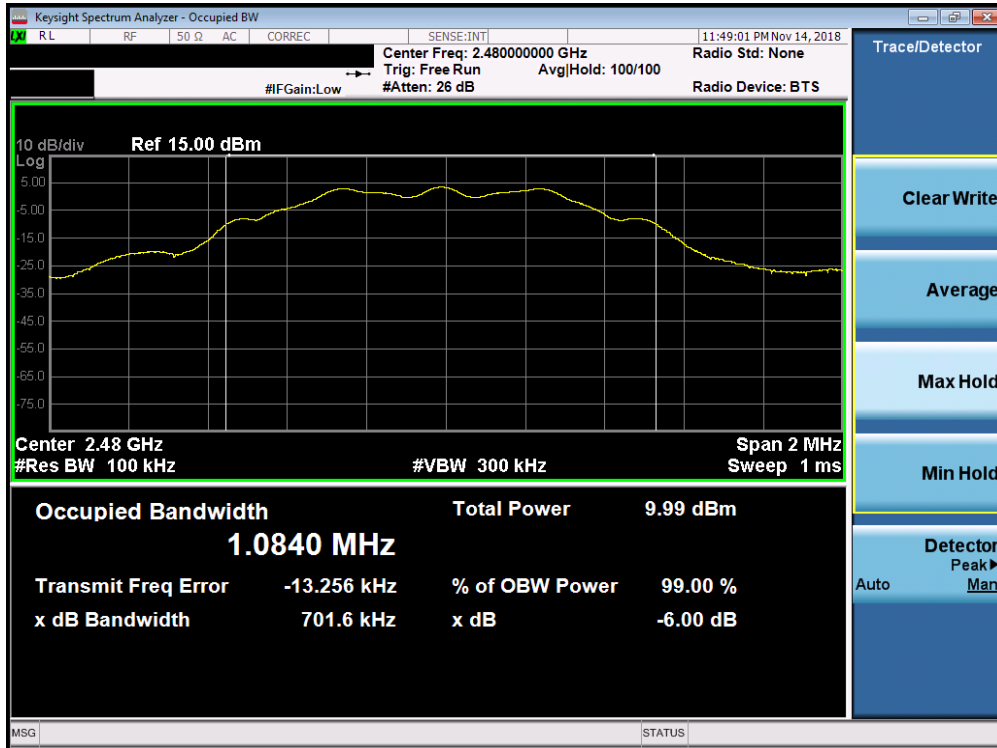 Keysight Spectrum Analyzer - Occupied BW
LXI RL RF 50 Ω AC CORREC SENSE:INT 11:49:01 PM Nov 14, 2018
Center Freq: 2.480000000 GHz Radio Std: None
Trig: Free Run Avg|Hold: 100/100
#IFGain:Low #Atten: 26 dB Radio Device: BTS
10 dB/div Ref 15.00 dBm
Log
5.00
-5.00
-15.0
-25.0
-35.0
-45.0
-55.0
-65.0
-75.0
Center 2.48 GHz Span 2 MHz
#Res BW 100 kHz #VBW 300 kHz Sweep 1 ms
Occupied Bandwidth Total Power 9.99 dBm
1.0840 MHz
Transmit Freq Error -13.256 kHz % of OBW Power 99.00 %
x dB Bandwidth 701.6 kHz x dB -6.00 dB
MSG STATUS
Trace/Detector
Clear Write
Average
Max Hold
Min Hold
Detector
Peak▶
Auto Man